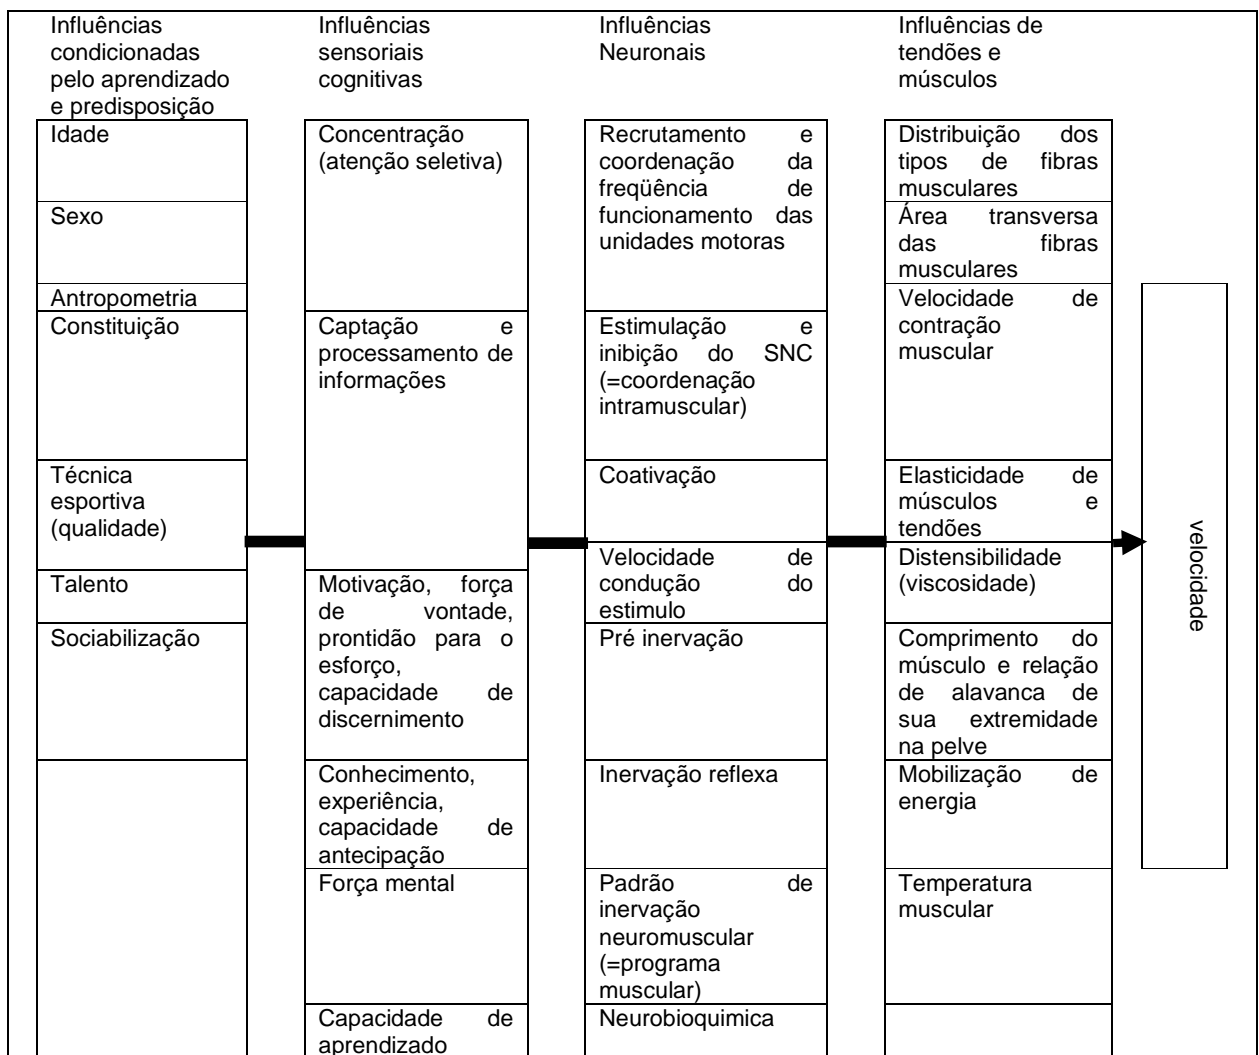 Influências
condicionadas
pelo aprendizado
e predisposição
Idade
Sexo
Antropometria
Constituição
Técnica
esportiva
(qualidade)
Talento
Sociabilização
Influências
sensoriais
cognitivas
Concentração
(atenção seletiva)
Captação e
processamento de
informações
Motivação, força
de vontade,
prontidão para o
esforço,
capacidade de
discernimento
Conhecimento,
experiência,
capacidade de
antecipação
Força mental
Capacidade de
aprendizado
Influências
Neuronais
Recrutamento e
coordenação da
freqüência de
funcionamento das
unidades motoras
Estimulação e
inibição do SNC
(=coordenação
intramuscular)
Coativação
Velocidade de
condução do
estimulo
Pré inervação
Inervação reflexa
Padrão de
inervação
neuromuscular
(=programa
muscular)
Neurobioquimica
Influências de
tendões e
músculos
Distribuição dos
tipos de fibras
musculares
Área transversa
das fibras
musculares
Velocidade de
contração
muscular
Elasticidade de
músculos e
tendões
Distensibilidade
(viscosidade)
Comprimento do
músculo e relação
de alavanca de
sua extremidade
na pelve
Mobilização de
energia
Temperatura
muscular
velocidade